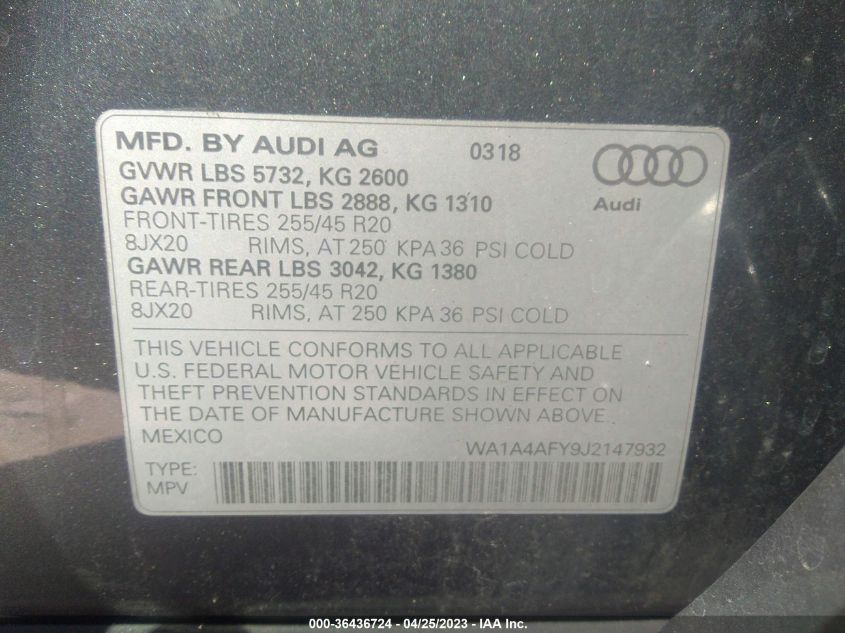 MFD. BY AUDI AG 0318
GVWR LBS 5732, KG 2600
GAWR FRONT LBS 2888, KG 1310
Audi
FRONT-TIRES 255/45 R20
8JX20 RIMS, AT 250 KPA 36 PSI COLD
GAWR REAR LBS 3042, KG 1380
REAR-TIRES 255/45 R20
8JX20 RIMS, AT 250 KPA 36 PSI COLD
THIS VEHICLE CONFORMS TO ALL APPLICABLE
U.S. FEDERAL MOTOR VEHICLE SAFETY AND
THEFT PREVENTION STANDARDS IN EFFECT ON
THE DATE OF MANUFACTURE SHOWN ABOVE.
MEXICO WA1A4AFY9J2147932
TYPE:
MPV
000-36436724 - 04/25/2023 - IAA Inc.